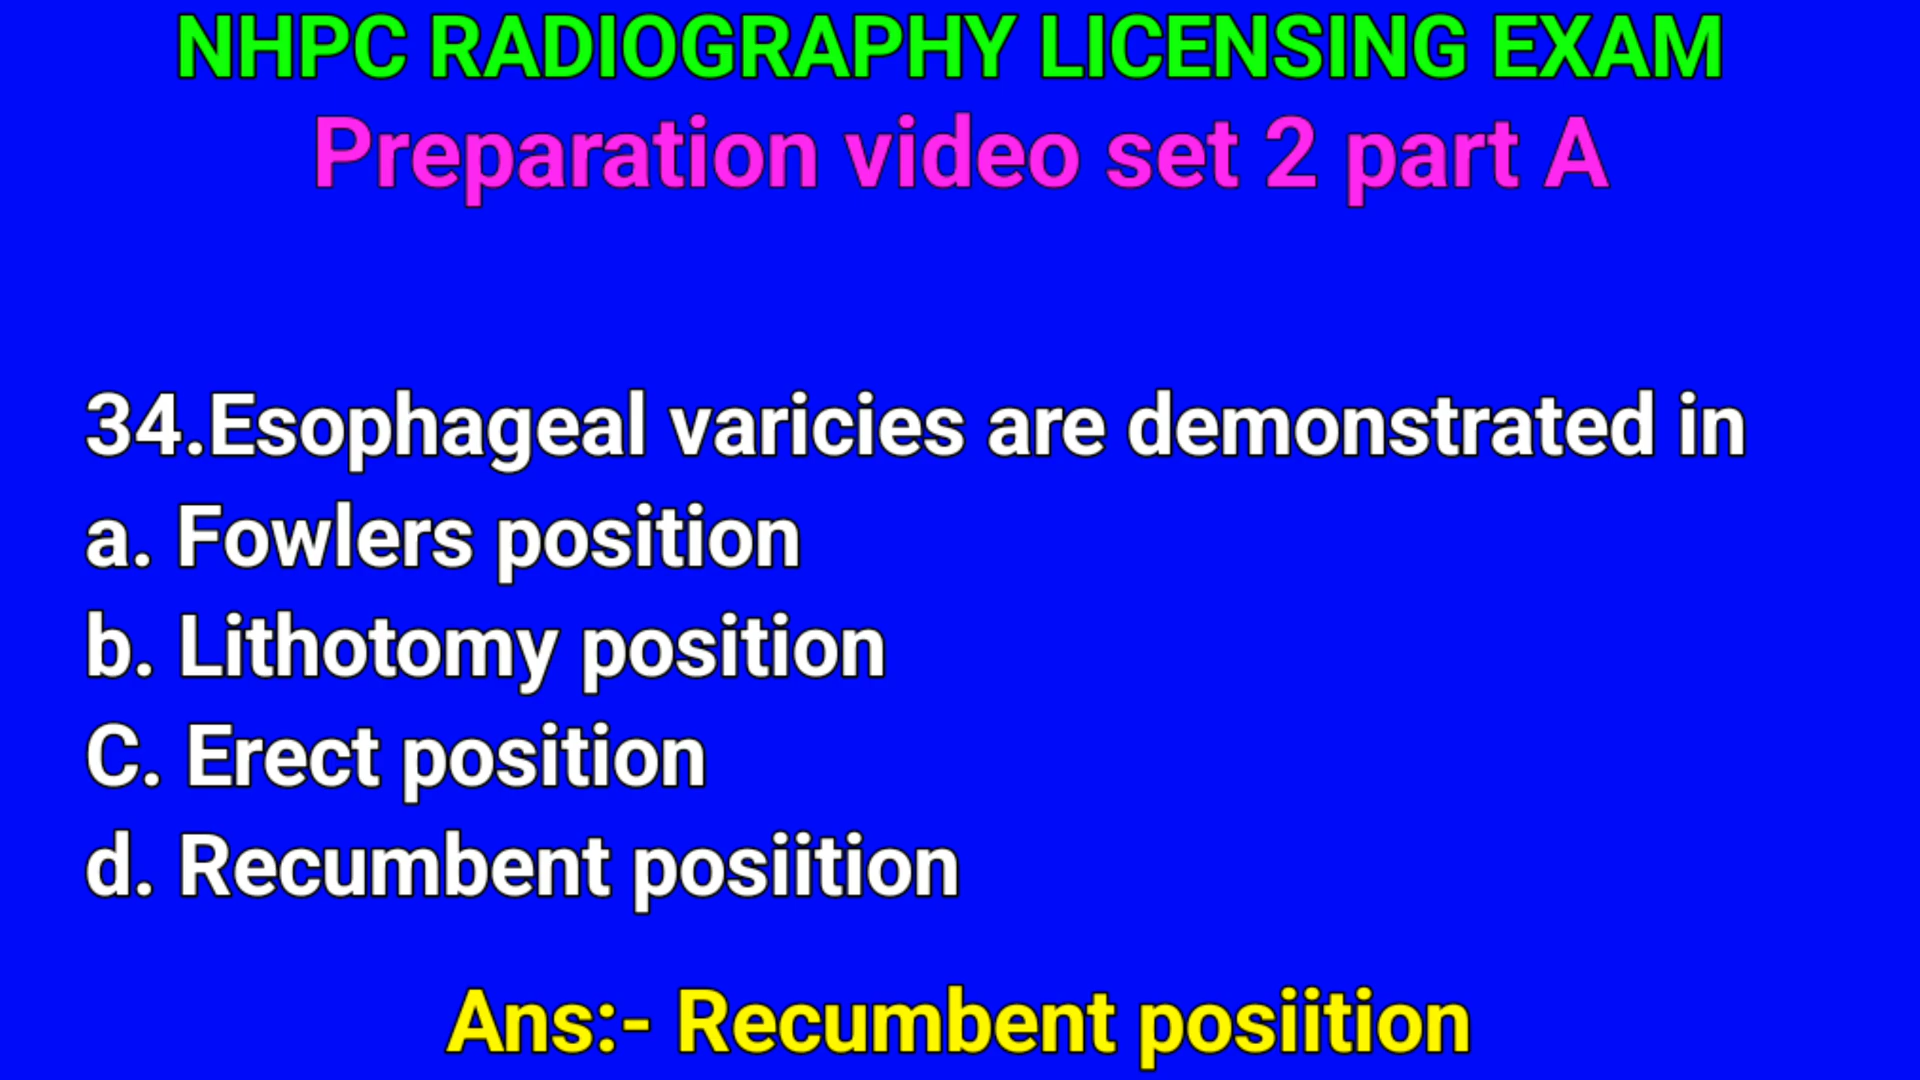 NHPC RADIOGRAPHY LICENSING EXAM
Preparation video set 2 part A
34.Esophageal varicies are demonstrated in
a. Fowlers position
b. Lithotomy position
C. Erect position
d. Recumbent posiition
Ans:- Recumbent posiition